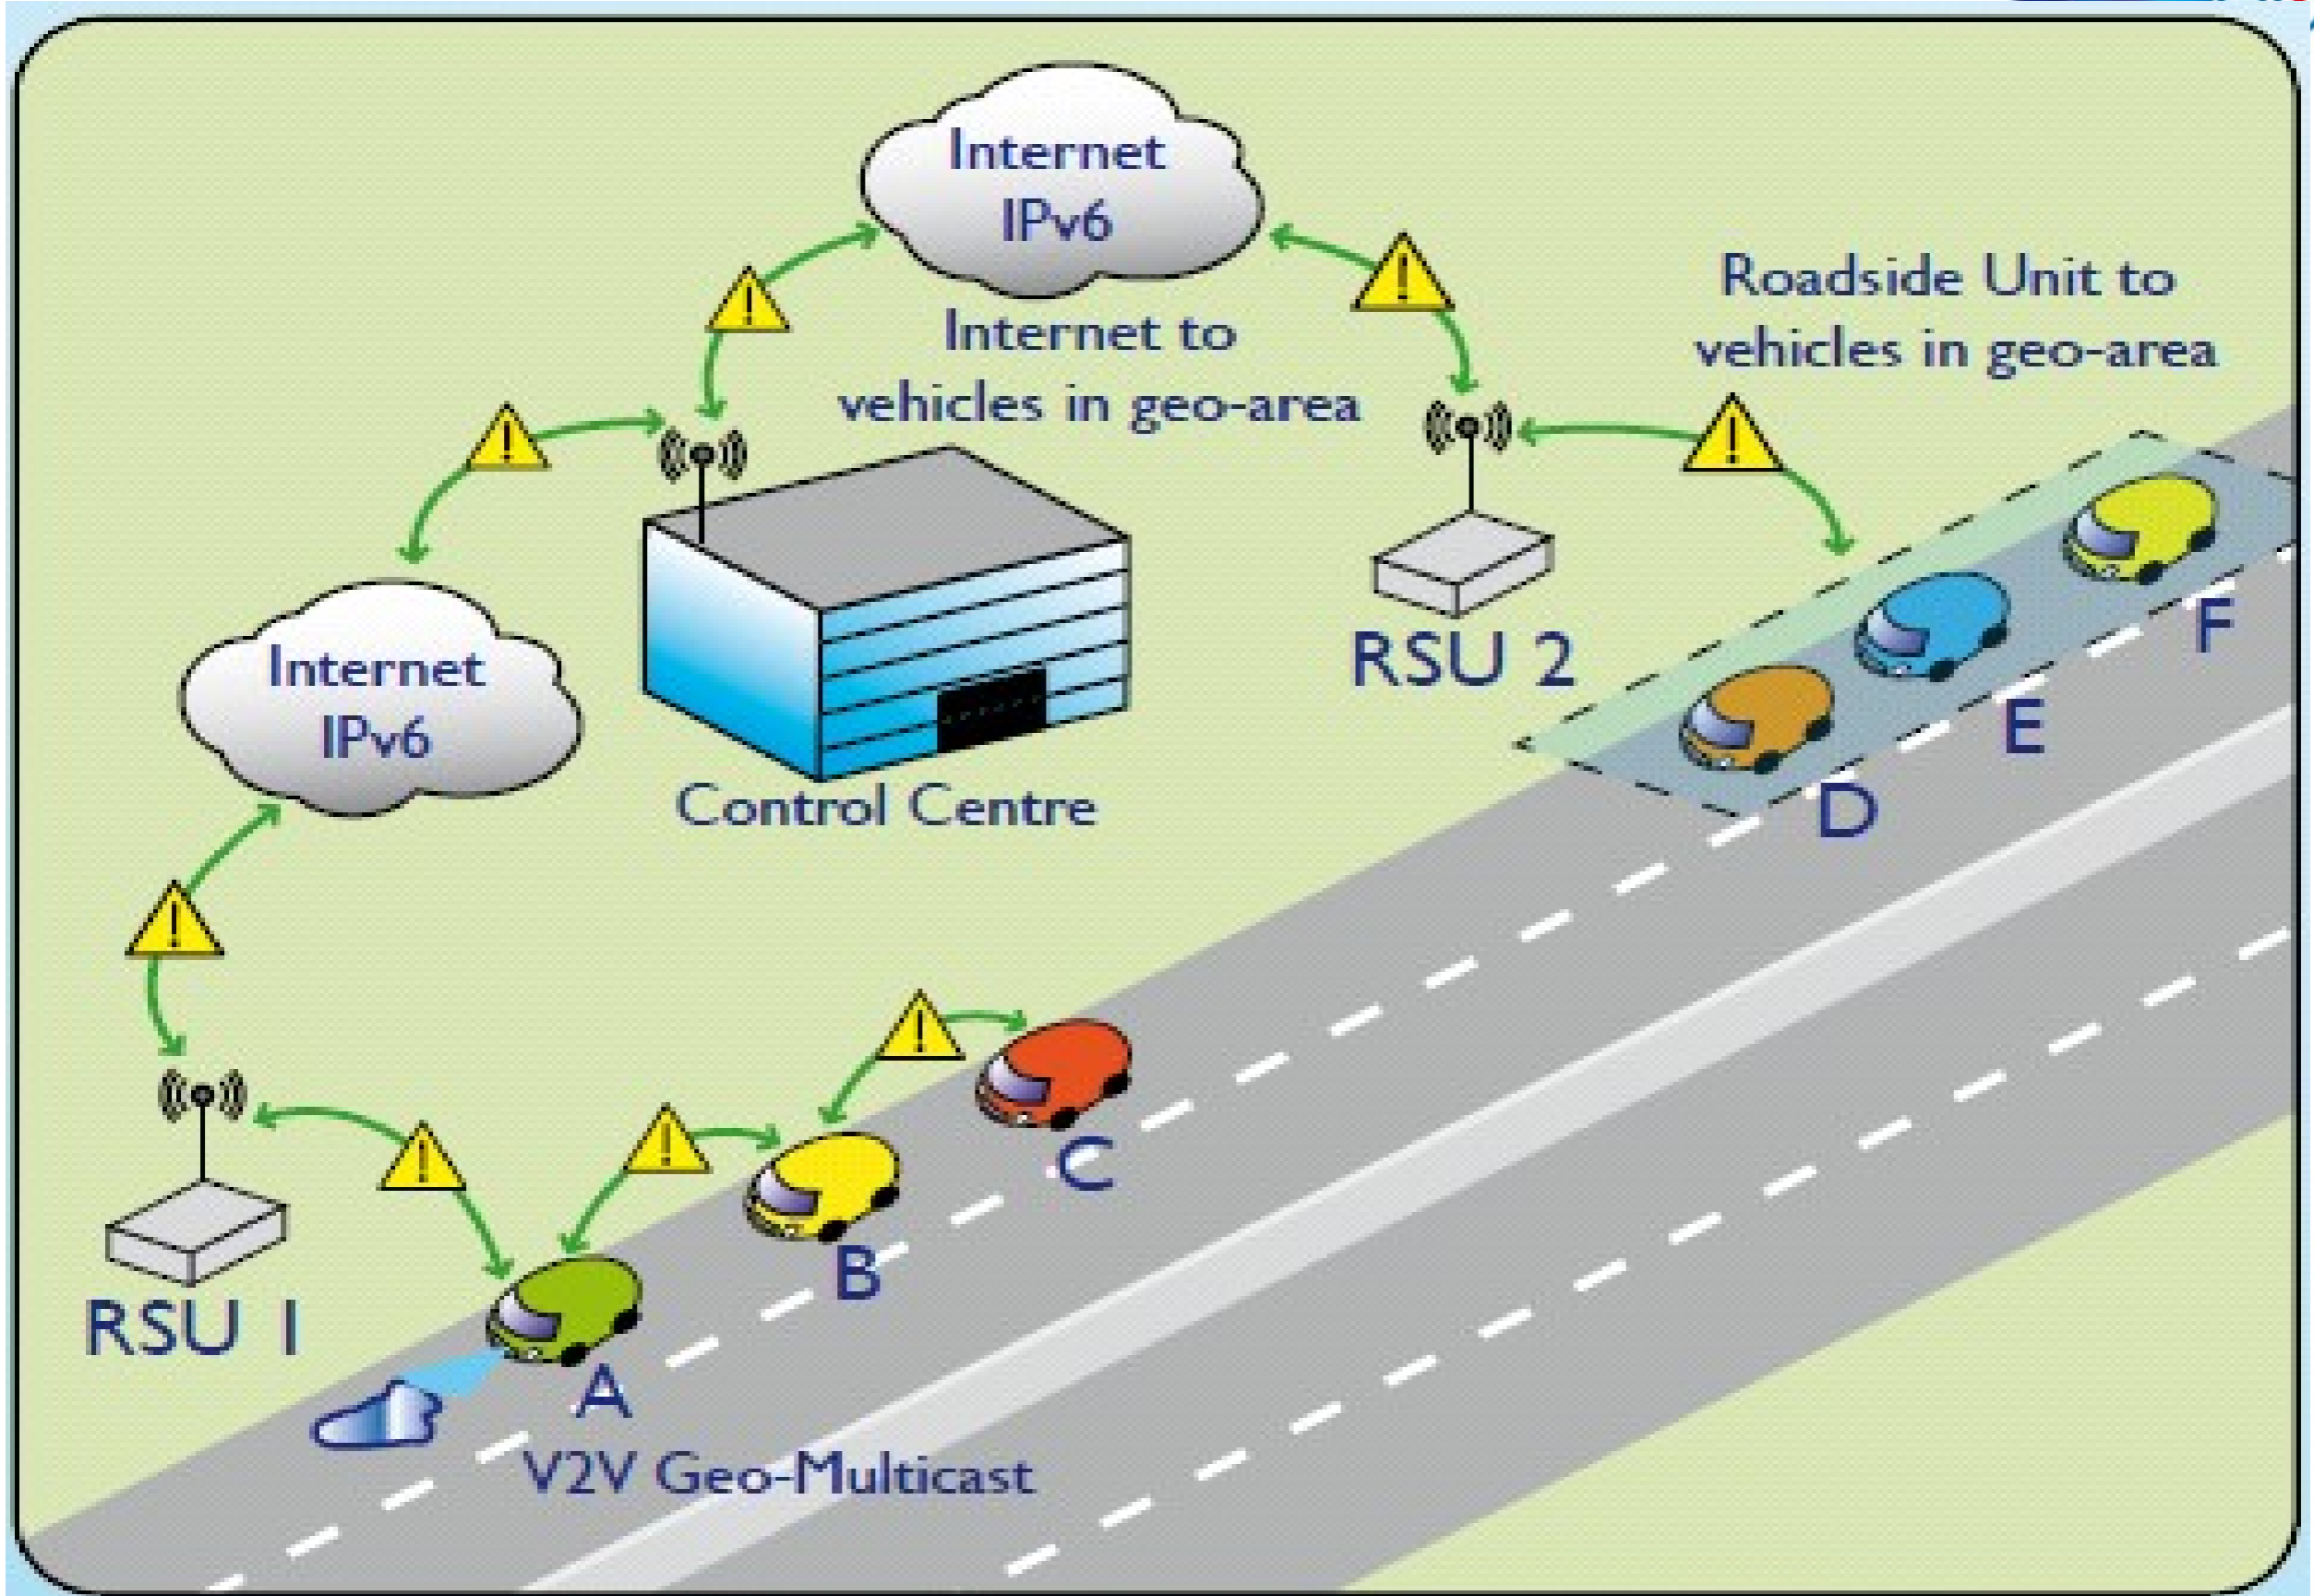 Internet
IPv6
Internet to
vehicles in geo-area
Roadside Unit to
vehicles in geo-area
Internet
IPv6
Control Centre
RSU 2
F
E
D
C
B
A
RSU 1
V2V Geo-Multicast